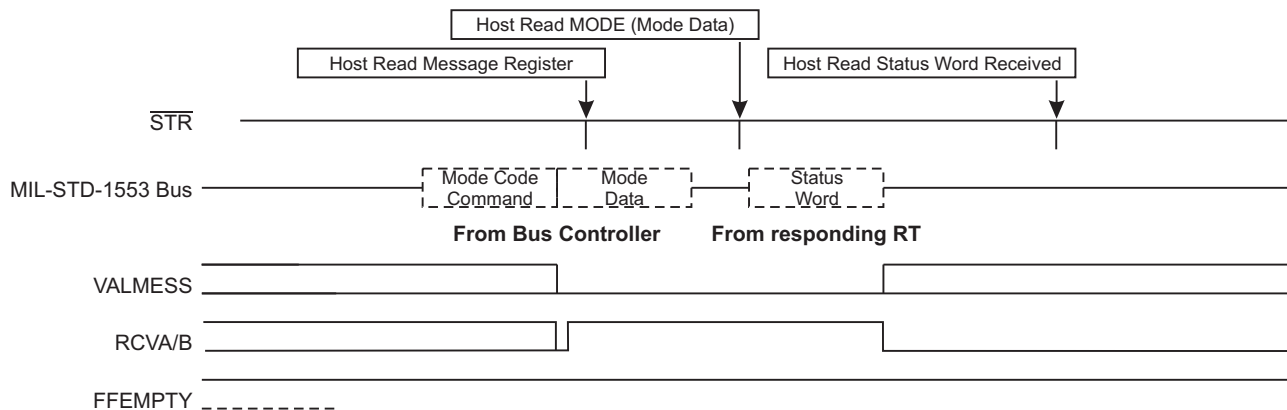 Host Read MODE (Mode Data)
Host Read Message Register
Host Read Status Word Received
STR
MIL-STD-1553 Bus
Mode Code
Command
Mode
Data
Status
Word
From Bus Controller
From responding RT
VALMESS
RCVA/B
FFEMPTY